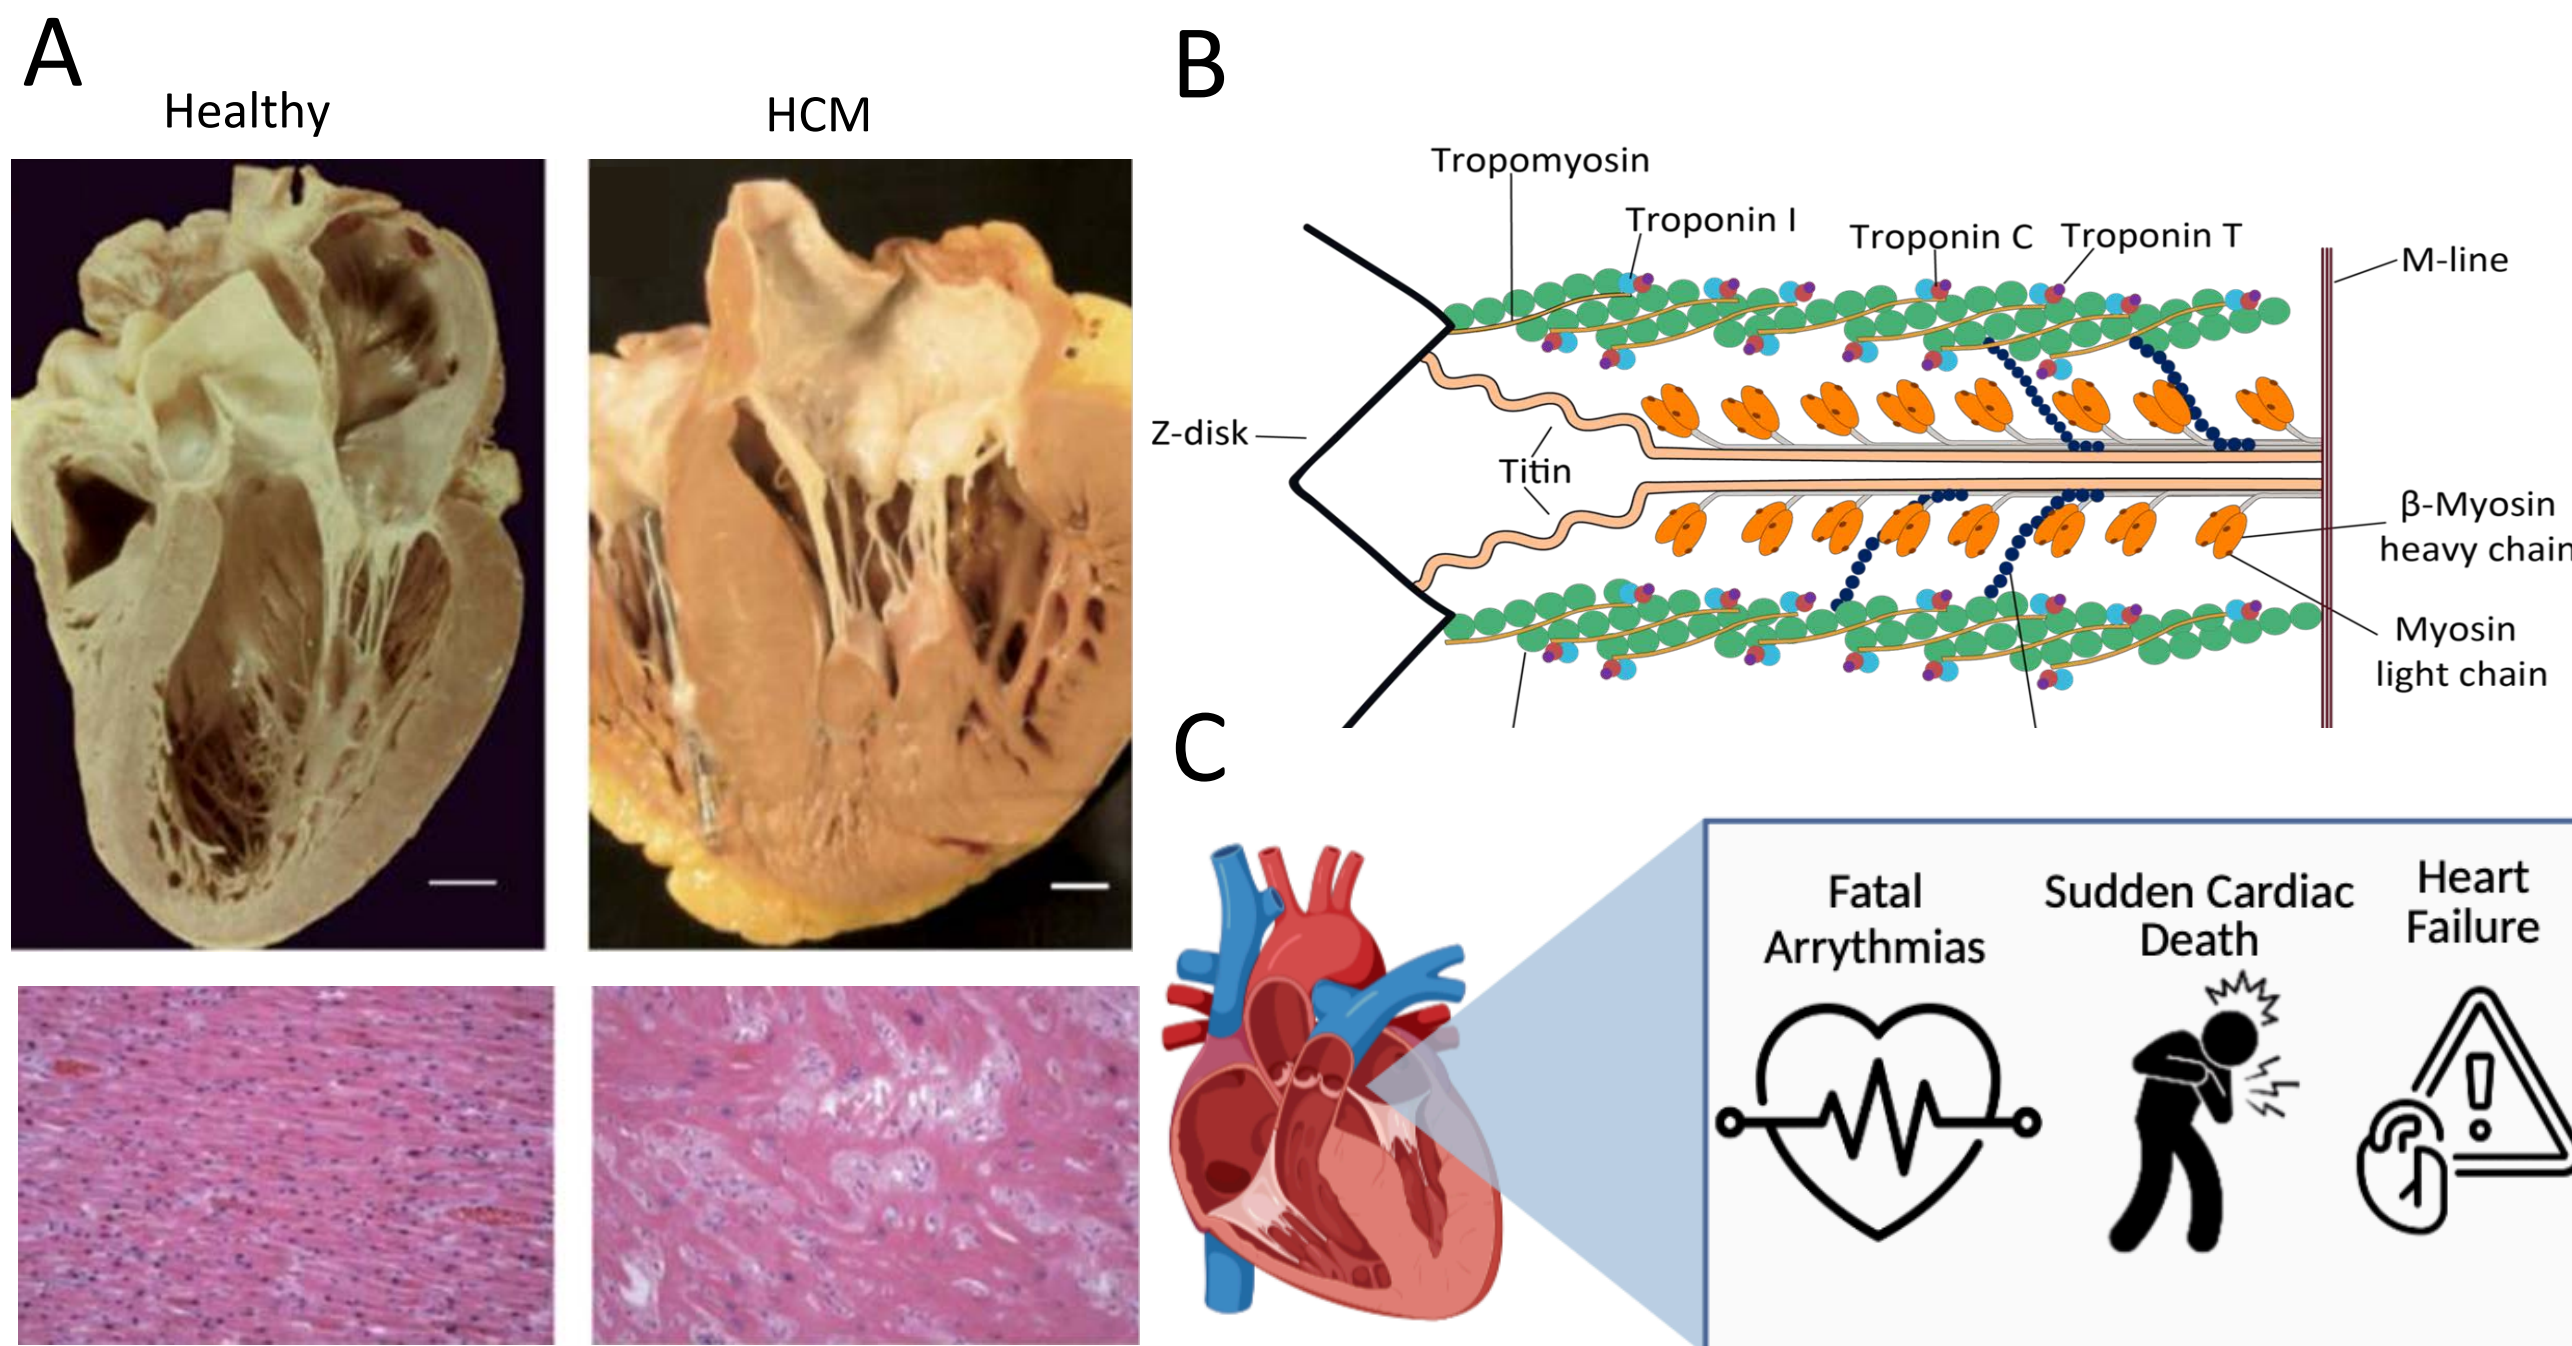 A
Healthy
HCM
B
Tropomyosin
Troponin I
Troponin C
Troponin T
M-line
Z-disk
Titin
β-Myosin
heavy chain
Myosin
light chain
C
Fatal
Arrythmias
Sudden Cardiac
Death
Heart
Failure